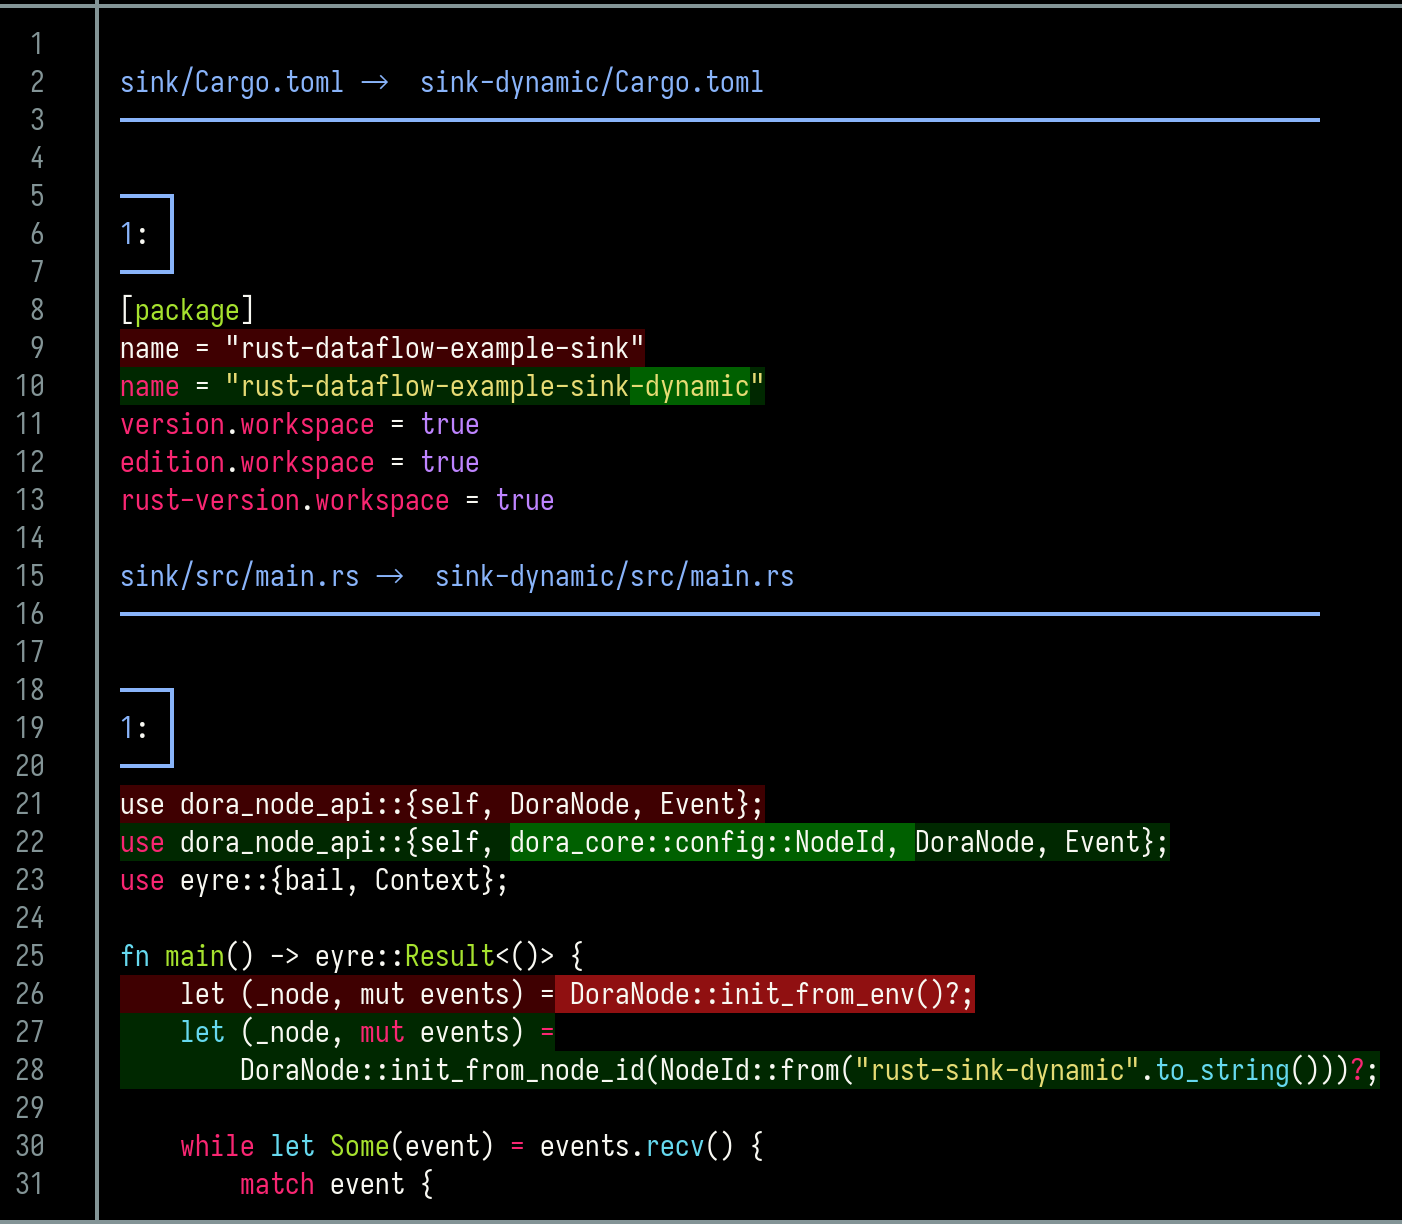 1
2 sink/Cargo.toml ⟶ sink-dynamic/Cargo.toml
3
4
5
6 1:
7
8 [package]
9 name = "rust-dataflow-example-sink"
10 name = "rust-dataflow-example-sink-dynamic"
11 version.workspace = true
12 edition.workspace = true
13 rust-version.workspace = true
14
15 sink/src/main.rs ⟶ sink-dynamic/src/main.rs
16
17
18
19 1:
20
21 use dora_node_api::{self, DoraNode, Event};
22 use dora_node_api::{self, dora_core::config::NodeId, DoraNode, Event};
23 use eyre::{bail, Context};
24
25 fn main() -> eyre::Result<()> {
26     let (_node, mut events) = DoraNode::init_from_env()?;
27     let (_node, mut events) =
28         DoraNode::init_from_node_id(NodeId::from("rust-sink-dynamic".to_string()))?;
29
30     while let Some(event) = events.recv() {
31         match event {